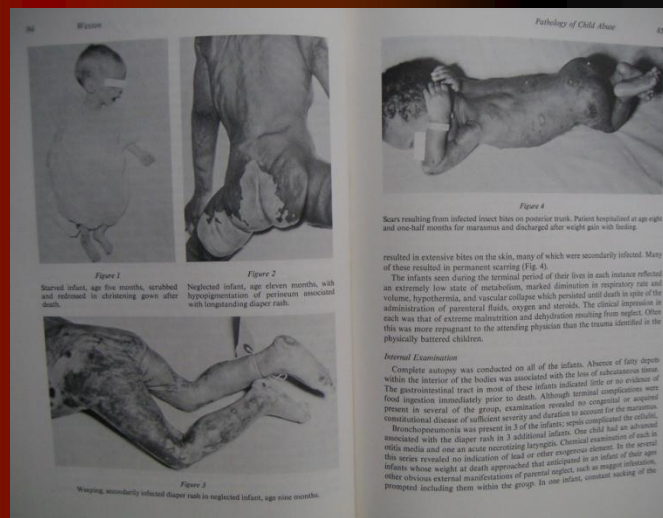 84
Wasson
Figure 1
Starved infant, age five months, scrubbed
and redressed in christening gown after
death.
Figure 2
Neglected infant, age eleven months, with
hypopigmentation of perineum associated
with longstanding diaper rash.
Figure 3
Weeping, secondarily infected diaper rash in neglected infant, age nine months.
Pathology of Child Abuse
85
Figure 4
Scars resulting from infected insect bites on posterior trunk. Patient hospitalized at age eight
and one-half months for marasmus and discharged after weight gain with feeding.
resulted in extensive bites on the skin, many of which were secondarily infected. Many
of these resulted in permanent scarring (Fig. 4).
The infants seen during the terminal period of their lives in each instance reflected
an extremely low state of metabolism, marked diminution in respiratory rate and
volume, hypothermia, and vascular collapse which persisted until death in spite of the
administration of parenteral fluids, oxygen and steroids. The clinical impression in
each was that of extreme malnutrition and dehydration resulting from neglect. Often
this was more repugnant to the attending physician than the trauma identified in the
physically battered children.
Internal Examination
Complete autopsy was conducted on all of the infants. Absence of fatty depots
within the interior of the bodies was associated with the loss of subcutaneous tissue.
The gastrointestinal tract in most of these infants indicated little or no evidence of
food ingestion immediately prior to death. Although terminal complications were
present in several of the group, examination revealed no congenital or acquired
constitutional disease of sufficient severity and duration to account for the marasmus.
Bronchopneumonia was present in 3 of the infants; sepsis complicated the cellulitis
associated with the diaper rash in 3 additional infants. One child had an advanced
otitis media and one an acute necrotizing laryngitis. Chemical examination of each in
this series revealed no indication of lead or other exogenous element. In the several
infants whose weight at death approached that anticipated in an infant of their ages
other obvious external manifestations of parental neglect, such as maggot infestation,
prompted including them within the group. In one infant, constant sucking of the